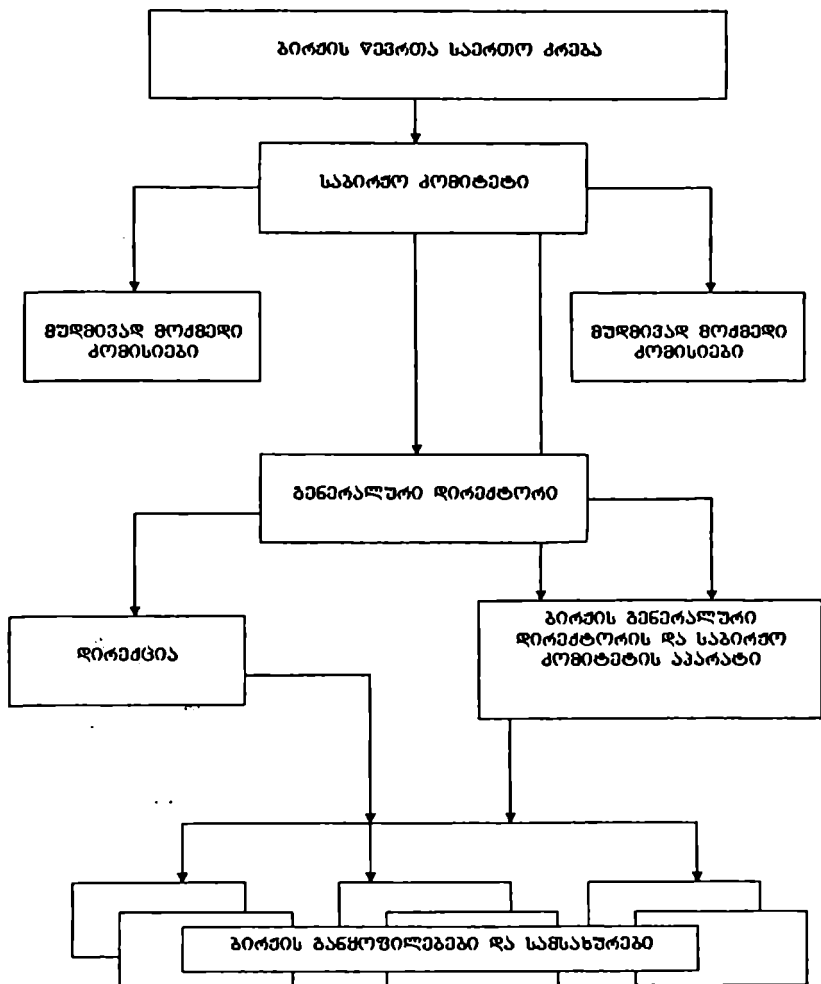 ბირჟის წევრთა საერთო კრება
საბირჟო კომიტეტი
მუდმივად მოქმედი
კომისიები
მუდმივად მოქმედი
კომისიები
გენერალური დირექტორი
დირექცია
ბირჟის გენერალური
დირექტორის და საბირჟო
კომიტეტის აპარატი
ბირჟის განყოფილებები და სამსახურები